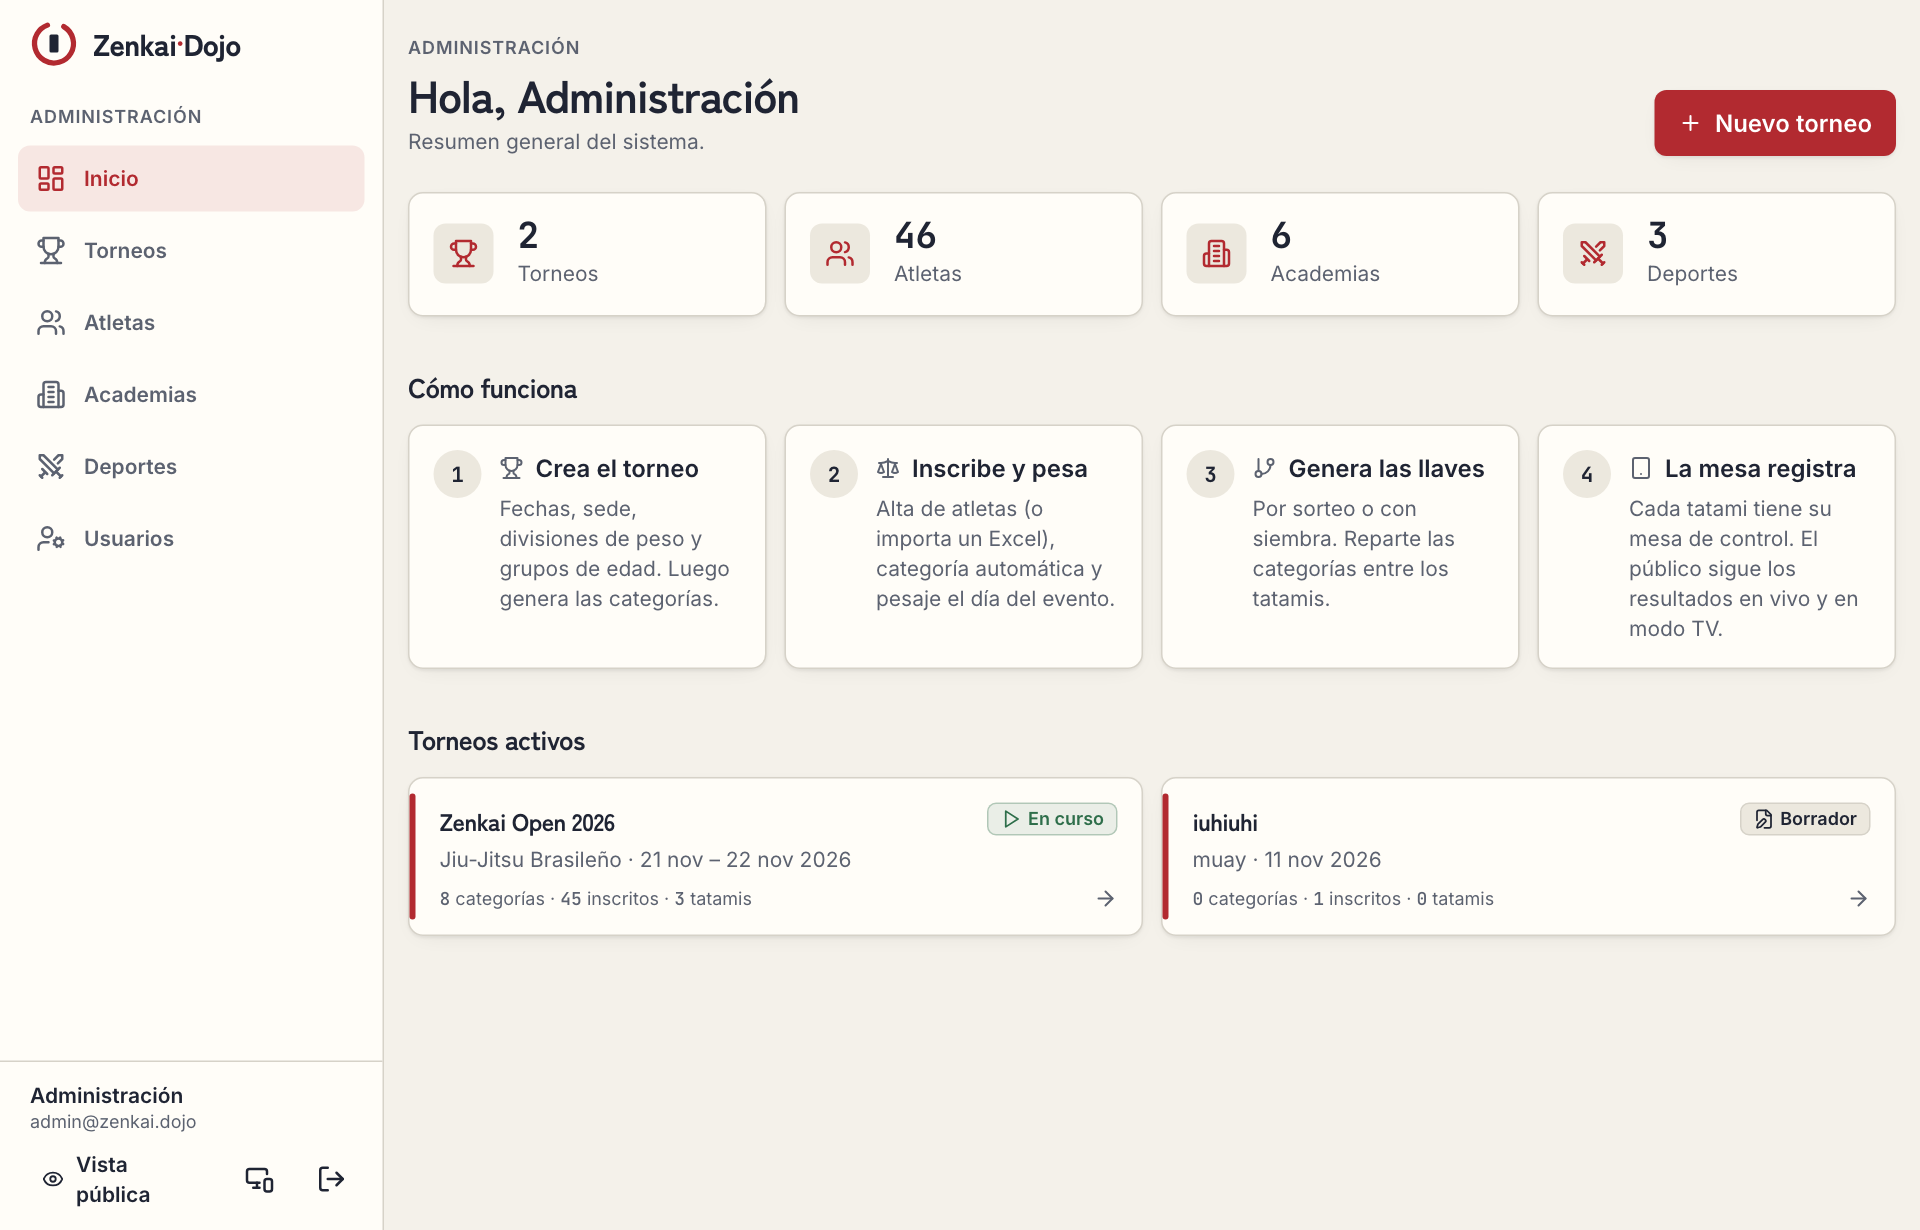 Zenkai·Dojo
ADMINISTRACIÓN
Inicio
Torneos
Atletas
Academias
Deportes
Usuarios
Administración
admin@zenkai.dojo
Vista
pública
ADMINISTRACIÓN
Hola, Administración
Resumen general del sistema.
+ Nuevo torneo
2
Torneos
46
Atletas
6
Academias
3
Deportes
Cómo funciona
1
Crea el torneo
Fechas, sede,
divisiones de peso y
grupos de edad. Luego
genera las categorías.
2
Inscribe y pesa
Alta de atletas (o
importa un Excel),
categoría automática y
pesaje el día del evento.
3
Genera las llaves
Por sorteo o con
siembra. Reparte las
categorías entre los
tatamis.
4
La mesa registra
Cada tatami tiene su
mesa de control. El
público sigue los
resultados en vivo y en
modo TV.
Torneos activos
Zenkai Open 2026
En curso
Jiu-Jitsu Brasileño · 21 nov – 22 nov 2026
8 categorías · 45 inscritos · 3 tatamis
iuhiuhi
Borrador
muay · 11 nov 2026
0 categorías · 1 inscritos · 0 tatamis